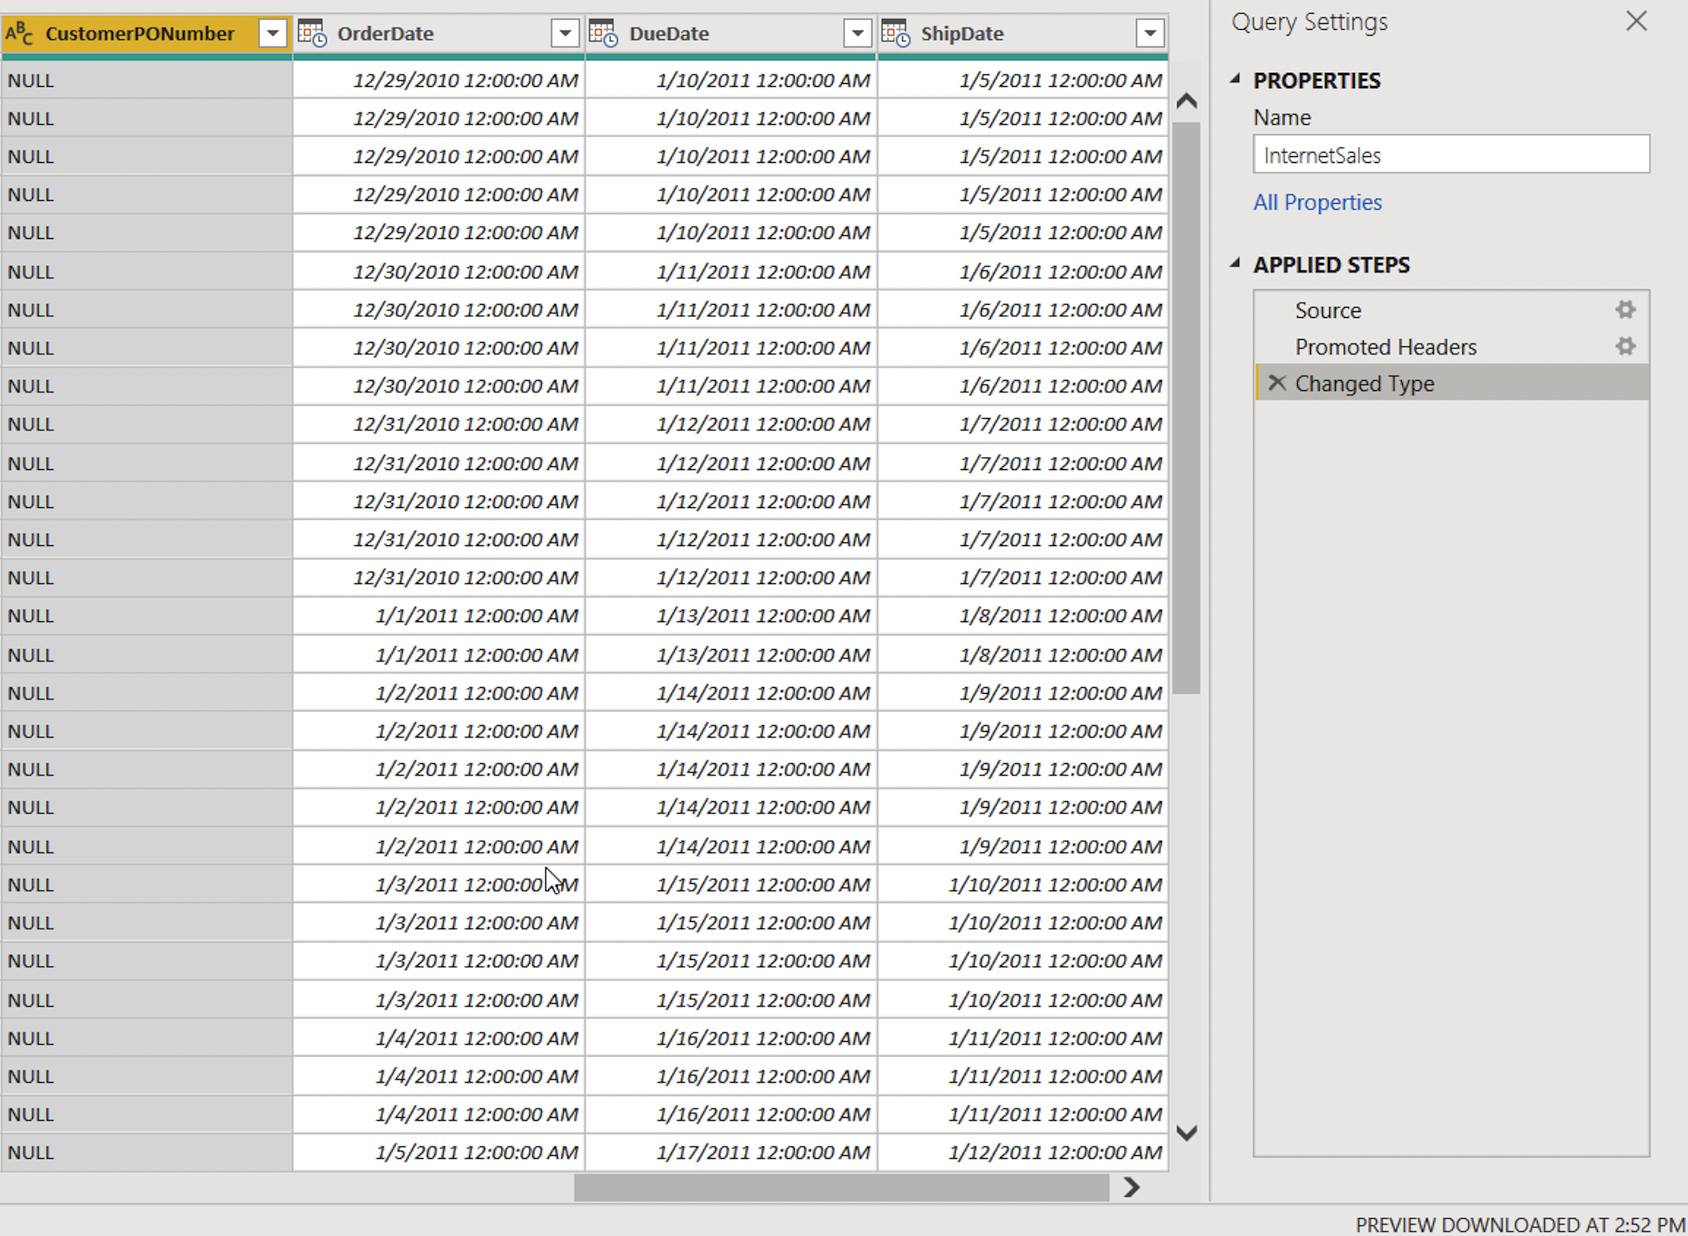 ABC CustomerPONumber OrderDate DueDate ShipDate
NULL 12/29/2010 12:00:00 AM 1/10/2011 12:00:00 AM 1/5/2011 12:00:00 AM
NULL 12/29/2010 12:00:00 AM 1/10/2011 12:00:00 AM 1/5/2011 12:00:00 AM
NULL 12/29/2010 12:00:00 AM 1/10/2011 12:00:00 AM 1/5/2011 12:00:00 AM
NULL 12/29/2010 12:00:00 AM 1/10/2011 12:00:00 AM 1/5/2011 12:00:00 AM
NULL 12/29/2010 12:00:00 AM 1/10/2011 12:00:00 AM 1/5/2011 12:00:00 AM
NULL 12/30/2010 12:00:00 AM 1/11/2011 12:00:00 AM 1/6/2011 12:00:00 AM
NULL 12/30/2010 12:00:00 AM 1/11/2011 12:00:00 AM 1/6/2011 12:00:00 AM
NULL 12/30/2010 12:00:00 AM 1/11/2011 12:00:00 AM 1/6/2011 12:00:00 AM
NULL 12/30/2010 12:00:00 AM 1/11/2011 12:00:00 AM 1/6/2011 12:00:00 AM
NULL 12/31/2010 12:00:00 AM 1/12/2011 12:00:00 AM 1/7/2011 12:00:00 AM
NULL 12/31/2010 12:00:00 AM 1/12/2011 12:00:00 AM 1/7/2011 12:00:00 AM
NULL 12/31/2010 12:00:00 AM 1/12/2011 12:00:00 AM 1/7/2011 12:00:00 AM
NULL 12/31/2010 12:00:00 AM 1/12/2011 12:00:00 AM 1/7/2011 12:00:00 AM
NULL 12/31/2010 12:00:00 AM 1/12/2011 12:00:00 AM 1/7/2011 12:00:00 AM
NULL 1/1/2011 12:00:00 AM 1/13/2011 12:00:00 AM 1/8/2011 12:00:00 AM
NULL 1/1/2011 12:00:00 AM 1/13/2011 12:00:00 AM 1/8/2011 12:00:00 AM
NULL 1/2/2011 12:00:00 AM 1/14/2011 12:00:00 AM 1/9/2011 12:00:00 AM
NULL 1/2/2011 12:00:00 AM 1/14/2011 12:00:00 AM 1/9/2011 12:00:00 AM
NULL 1/2/2011 12:00:00 AM 1/14/2011 12:00:00 AM 1/9/2011 12:00:00 AM
NULL 1/2/2011 12:00:00 AM 1/14/2011 12:00:00 AM 1/9/2011 12:00:00 AM
NULL 1/2/2011 12:00:00 AM 1/14/2011 12:00:00 AM 1/9/2011 12:00:00 AM
NULL 1/3/2011 12:00:00 AM 1/15/2011 12:00:00 AM 1/10/2011 12:00:00 AM
NULL 1/3/2011 12:00:00 AM 1/15/2011 12:00:00 AM 1/10/2011 12:00:00 AM
NULL 1/3/2011 12:00:00 AM 1/15/2011 12:00:00 AM 1/10/2011 12:00:00 AM
NULL 1/3/2011 12:00:00 AM 1/15/2011 12:00:00 AM 1/10/2011 12:00:00 AM
NULL 1/4/2011 12:00:00 AM 1/16/2011 12:00:00 AM 1/11/2011 12:00:00 AM
NULL 1/4/2011 12:00:00 AM 1/16/2011 12:00:00 AM 1/11/2011 12:00:00 AM
NULL 1/4/2011 12:00:00 AM 1/16/2011 12:00:00 AM 1/11/2011 12:00:00 AM
NULL 1/5/2011 12:00:00 AM 1/17/2011 12:00:00 AM 1/12/2011 12:00:00 AM
Query Settings
PROPERTIES
Name
InternetSales
All Properties
APPLIED STEPS
Source
Promoted Headers
Changed Type
PREVIEW DOWNLOADED AT 2:52 PM